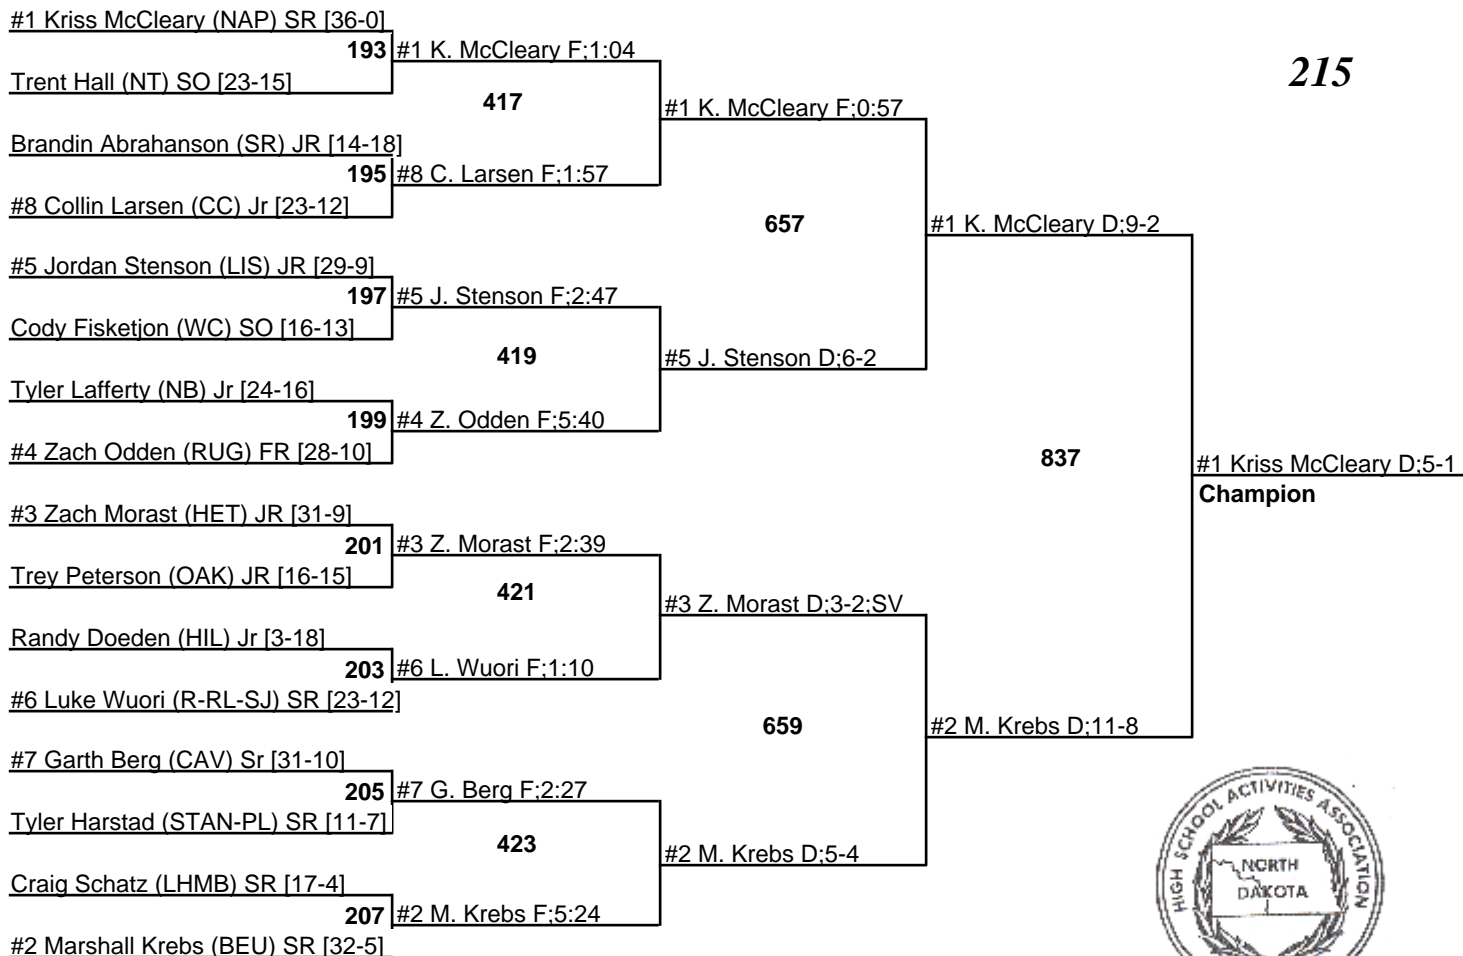 #1 Kriss McCleary (NAP) SR [36-0]
193 #1 K. McCleary F;1:04
215
Trent Hall (NT) SO [23-15]
417
#1 K. McCleary F;0:57
Brandin Abrahanson (SR) JR [14-18]
195 #8 C. Larsen F;1:57
#8 Collin Larsen (CC) Jr [23-12]
657
#1 K. McCleary D;9-2
#5 Jordan Stenson (LIS) JR [29-9]
197 #5 J. Stenson F;2:47
Cody Fisketjon (WC) SO [16-13]
419
#5 J. Stenson D;6-2
Tyler Lafferty (NB) Jr [24-16]
199 #4 Z. Odden F;5:40
#4 Zach Odden (RUG) FR [28-10]
837
#1 Kriss McCleary D;5-1
Champion
#3 Zach Morast (HET) JR [31-9]
201 #3 Z. Morast F;2:39
Trey Peterson (OAK) JR [16-15]
421
#3 Z. Morast D;3-2;SV
Randy Doeden (HIL) Jr [3-18]
203 #6 L. Wuori F;1:10
#6 Luke Wuori (R-RL-SJ) SR [23-12]
659
#2 M. Krebs D;11-8
#7 Garth Berg (CAV) Sr [31-10]
205 #7 G. Berg F;2:27
Tyler Harstad (STAN-PL) SR [11-7]
423
#2 M. Krebs D;5-4
Craig Schatz (LHMB) SR [17-4]
207 #2 M. Krebs F;5:24
#2 Marshall Krebs (BEU) SR [32-5]
HIGH SCHOOL ACTIVITIES ASSOCIATION
NORTH
DAKOTA